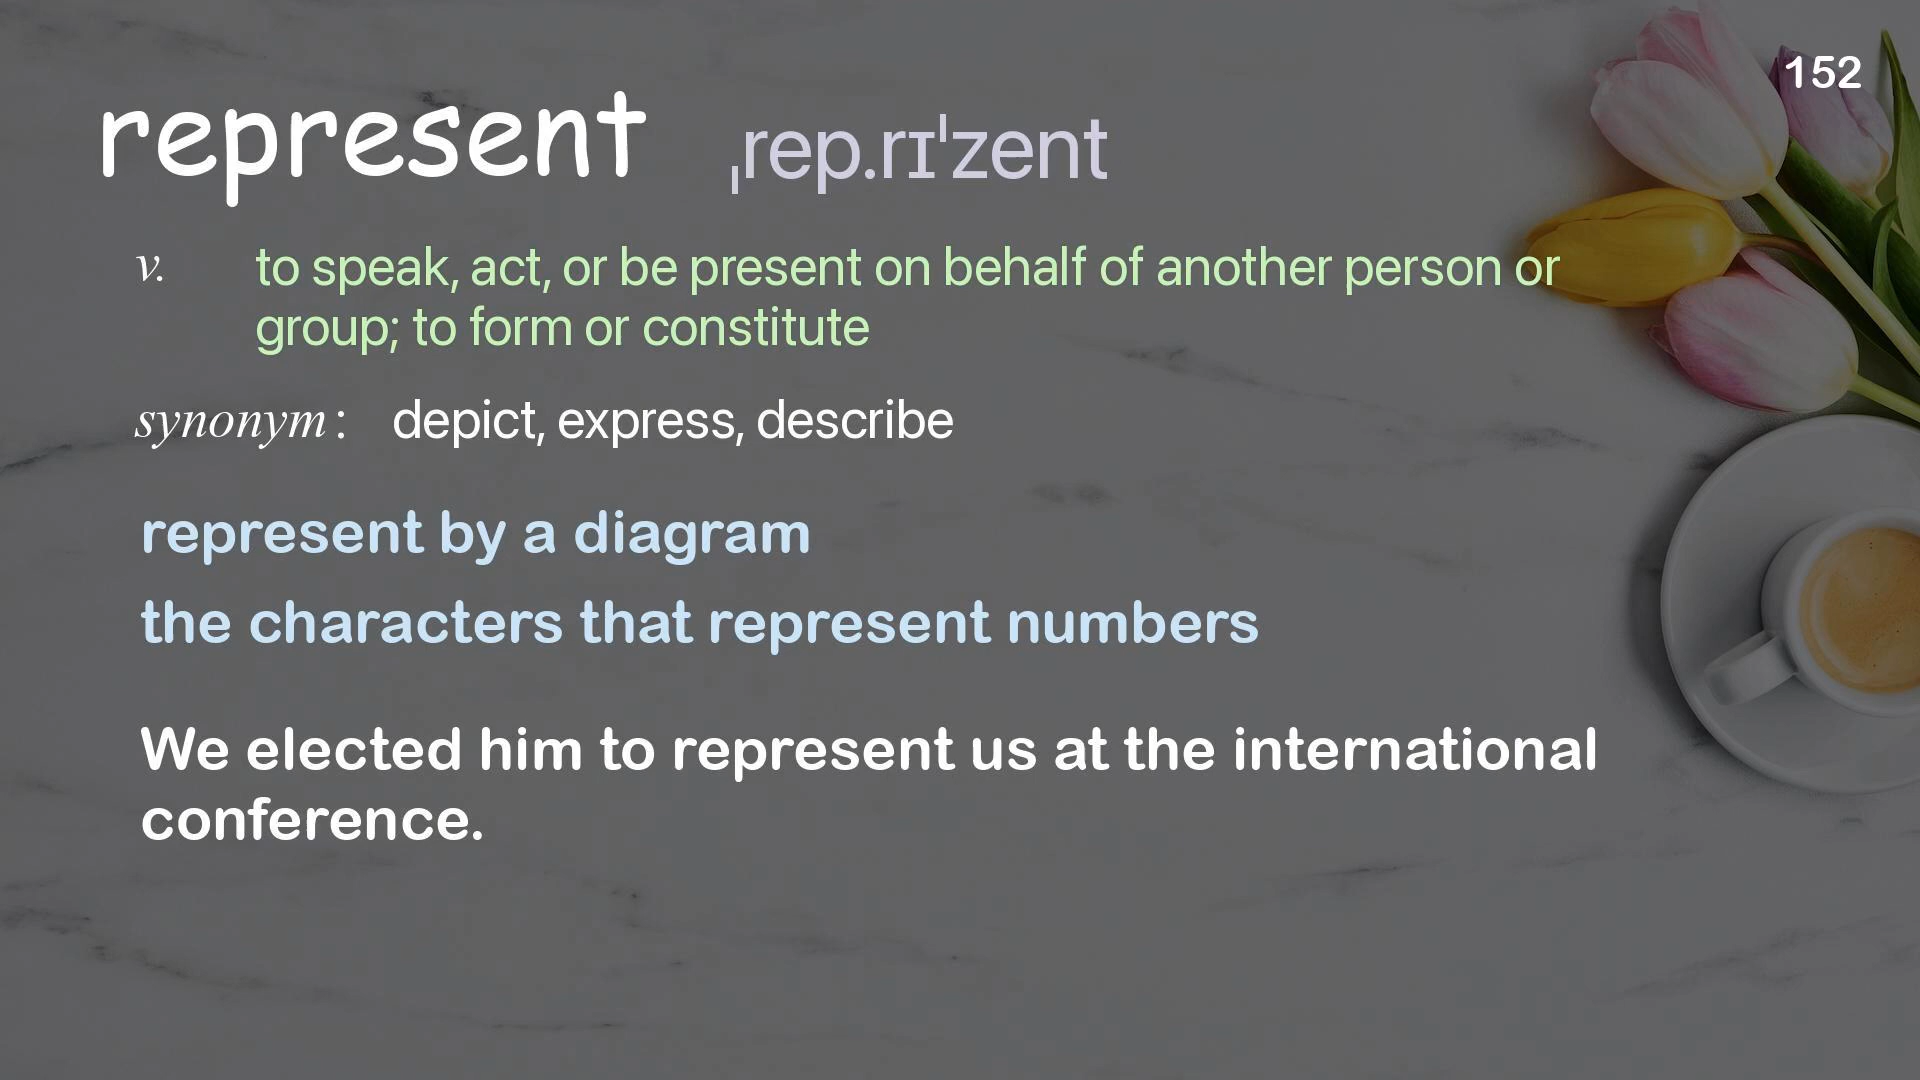 152
represent ˌrep.rɪˈzent
v. to speak, act, or be present on behalf of another person or
group; to form or constitute
synonym : depict, express, describe
represent by a diagram
the characters that represent numbers
We elected him to represent us at the international
conference.